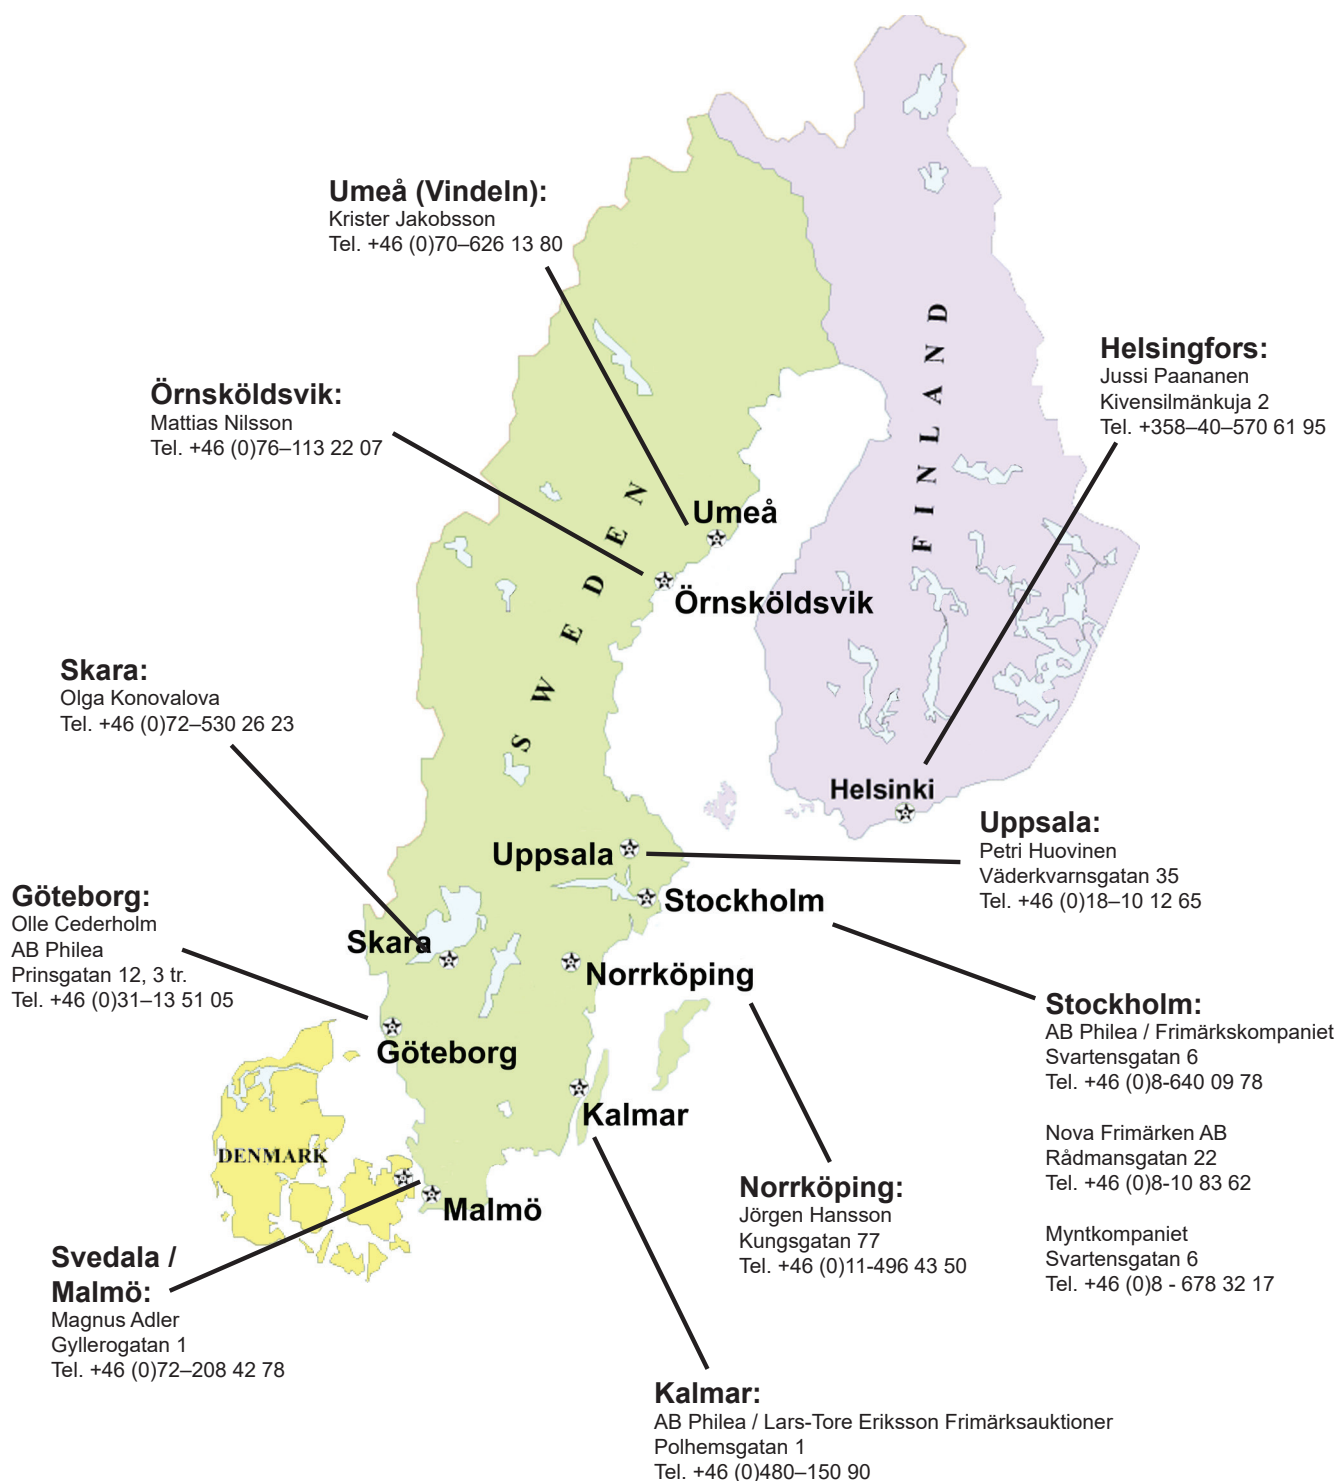 Umeå (Vindeln):
Krister Jakobsson
Tel. +46 (0)70–626 13 80
Örnsköldsvik:
Mattias Nilsson
Tel. +46 (0)76–113 22 07
Helsingfors:
Jussi Paananen
Kivensilmänkuja 2
Tel. +358–40–570 61 95
FINLAND
SWEDEN
Umeå
Örnsköldsvik
Skara:
Olga Konovalova
Tel. +46 (0)72–530 26 23
Helsinki
Uppsala:
Petri Huovinen
Väderkvarnsgatan 35
Tel. +46 (0)18–10 12 65
Uppsala
Stockholm
Göteborg:
Olle Cederholm
AB Philea
Prinsgatan 12, 3 tr.
Tel. +46 (0)31–13 51 05
Skara
Norrköping
Göteborg
Stockholm:
AB Philea / Frimärkskompaniet
Svartensgatan 6
Tel. +46 (0)8-640 09 78
Nova Frimärken AB
Rådmansgatan 22
Tel. +46 (0)8-10 83 62
Myntkompaniet
Svartensgatan 6
Tel. +46 (0)8 - 678 32 17
Kalmar
DENMARK
Malmö
Norrköping:
Jörgen Hansson
Kungsgatan 77
Tel. +46 (0)11-496 43 50
Svedala /
Malmö:
Magnus Adler
Gyllerogatan 1
Tel. +46 (0)72–208 42 78
Kalmar:
AB Philea / Lars-Tore Eriksson Frimärksauktioner
Polhemsgatan 1
Tel. +46 (0)480–150 90